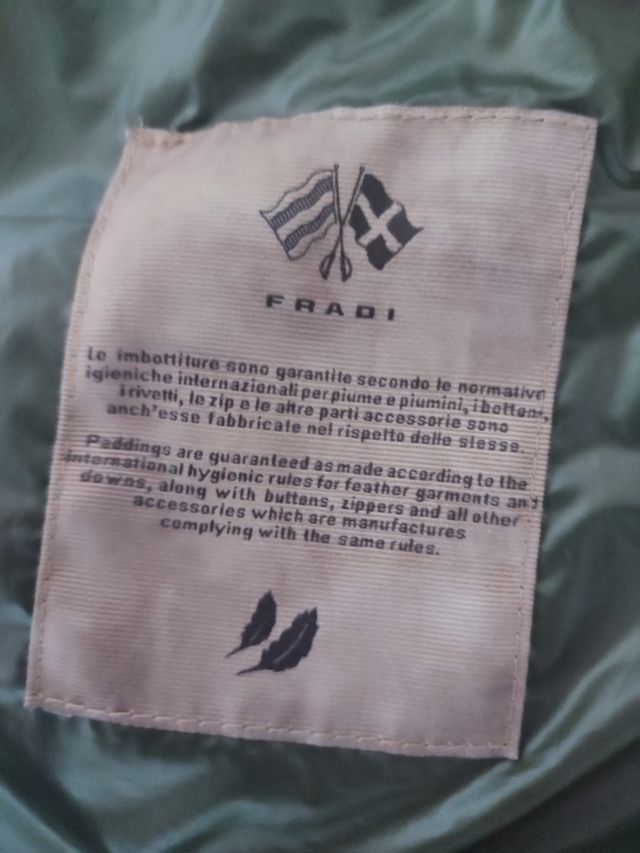 FRADI
Le imbottiture sono garantite secondo le normative
igieniche internazionali per piume e piumini, i bottoni,
i rivetti, le zip e le altre parti accessorie sono
anch'esse fabbricate nel rispetto delle stesse.
Paddings are guaranteed as made according to the
international hygienic rules for feather garments and
downs, along with buttons, zippers and all other
accessories which are manufactures
complying with the same rules.